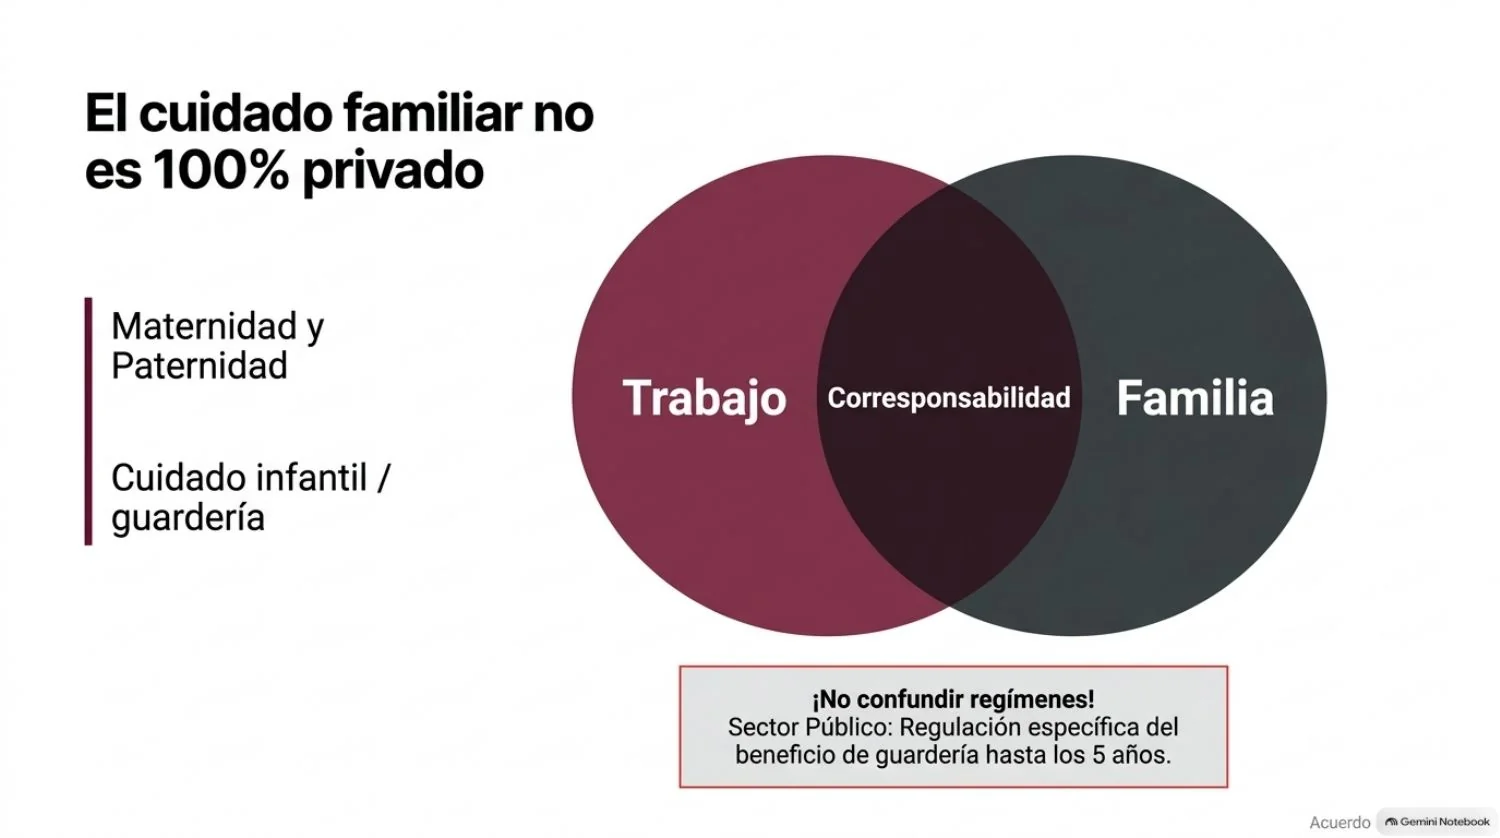 El cuidado familiar no
es 100% privado
Maternidad y
Paternidad
Cuidado infantil /
guardería
Trabajo
Corresponsabilidad
Familia
¡No confundir regímenes!
Sector Público: Regulación específica del
beneficio de guardería hasta los 5 años.
Acuerdo
Gemini Notebook